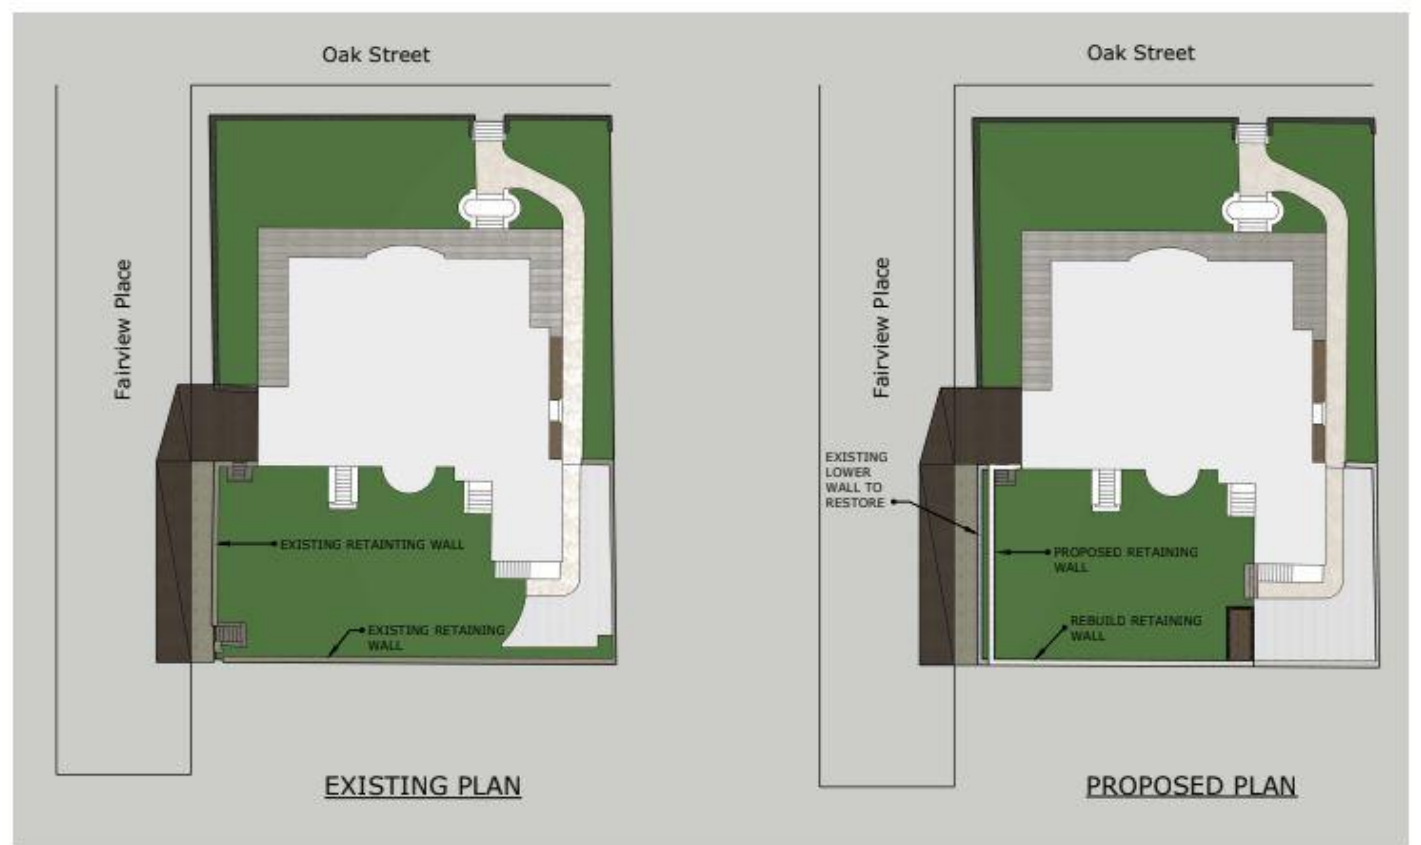 Oak Street
Fairview Place
EXISTING RETAINTING WALL
EXISTING RETAINING
WALL
EXISTING PLAN
Oak Street
Fairview Place
EXISTING
LOWER
WALL TO
RESTORE
PROPOSED RETAINING
WALL
REBUILD RETAINING
WALL
PROPOSED PLAN